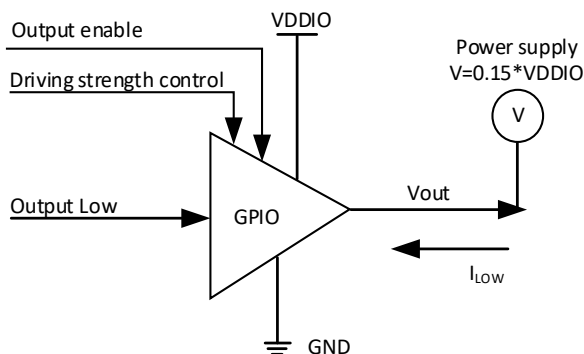 Output enable
VDDIO
Driving strength control
Power supply
V=0.15*VDDIO
V
Output Low
GPIO
Vout
ILOW
GND